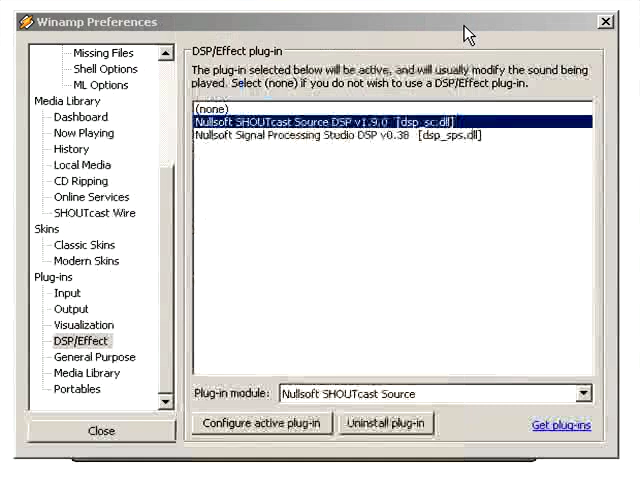 Winamp Preferences
Missing Files
Shell Options
ML Options
Media Library
Dashboard
Now Playing
History
Local Media
CD Ripping
Online Services
SHOUTcast Wire
Skins
Classic Skins
Modern Skins
Plug-ins
Input
Output
Visualization
DSP/Effect
General Purpose
Media Library
Portables
Close
DSP/Effect plug-in
The plug-in selected below will be active, and will usually modify the sound being
played. Select (none) if you do not wish to use a DSP/Effect plug-in.
(none)
Nullsoft SHOUTcast Source DSP v1.9.0 [dsp_sc.dll]
Nullsoft Signal Processing Studio DSP v0.38 [dsp_sps.dll]
Plug-in module: Nullsoft SHOUTcast Source
Configure active plug-in Uninstall plug-in Get plug-ins